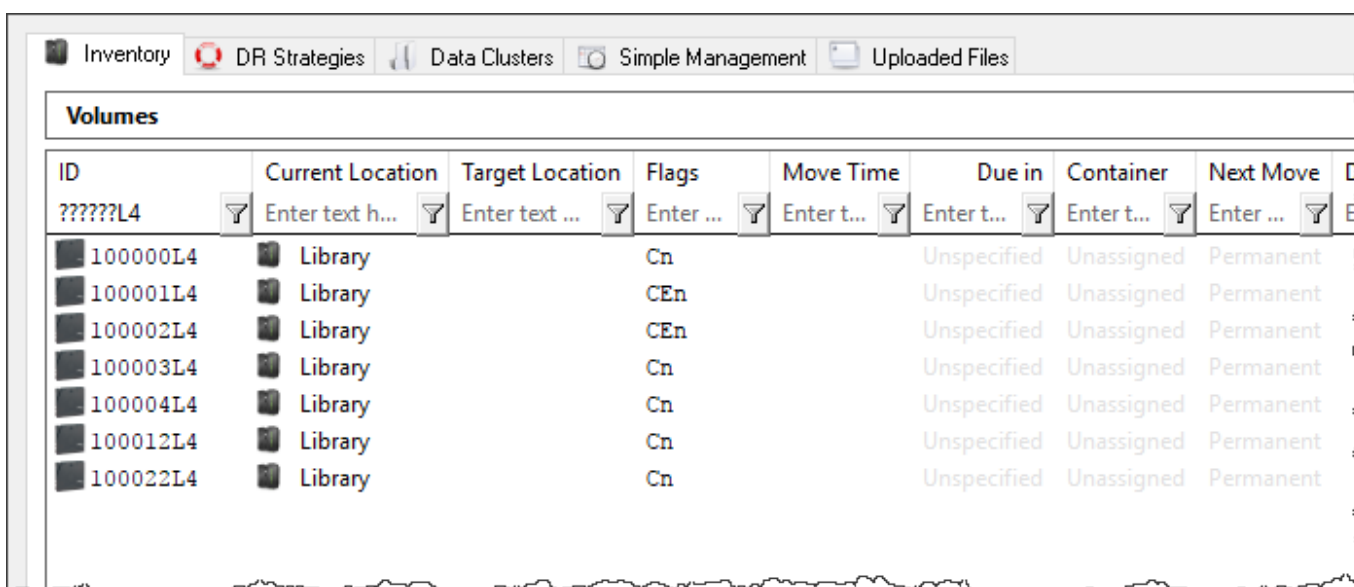 Inventory DR Strategies Data Clusters Simple Management Uploaded Files
Volumes
ID Current Location Target Location Flags Move Time Due in Container Next Move
??????L4 Enter text h... Enter text ... Enter ... Enter t... Enter t... Enter t... Enter ...
100000L4 Library Cn Unspecified Unassigned Permanent
100001L4 Library CEn Unspecified Unassigned Permanent
100002L4 Library CEn Unspecified Unassigned Permanent
100003L4 Library Cn Unspecified Unassigned Permanent
100004L4 Library Cn Unspecified Unassigned Permanent
100012L4 Library Cn Unspecified Unassigned Permanent
100022L4 Library Cn Unspecified Unassigned Permanent